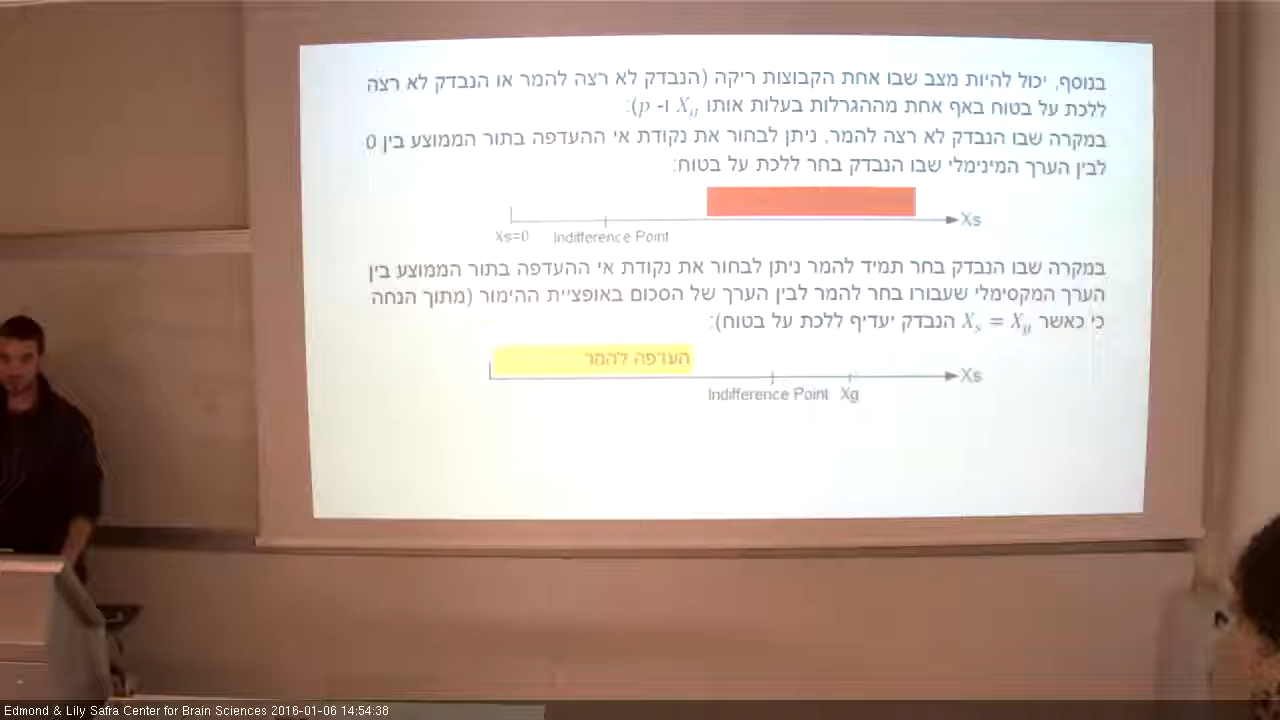 בנוסף, יכול להיות מצב שבו אחת הקבוצות ריקה (הנבדק לא רצה להמר או הנבדק לא רצה
ללכת על בטוח באף אחת מההגרלות בעלות אותו X_g ו- p):
במקרה שבו הנבדק לא רצה להמר, ניתן לבחור את נקודת אי ההעדפה בתור הממוצע בין 0
לבין הערך המינימלי שבו הנבדק בחר ללכת על בטוח:
Xs
Xs=0 Indifference Point
במקרה שבו הנבדק בחר תמיד להמר ניתן לבחור את נקודת אי ההעדפה בתור הממוצע בין
הערך המקסימלי שעבורו בחר להמר לבין הערך של הסכום באופציית ההימור (מתוך הנחה
כי כאשר X_s = X_g הנבדק יעדיף ללכת על בטוח):
העדפה להמר
Xs
Indifference Point Xg
Edmond & Lily Safra Center for Brain Sciences 2016-01-06 14:54:38